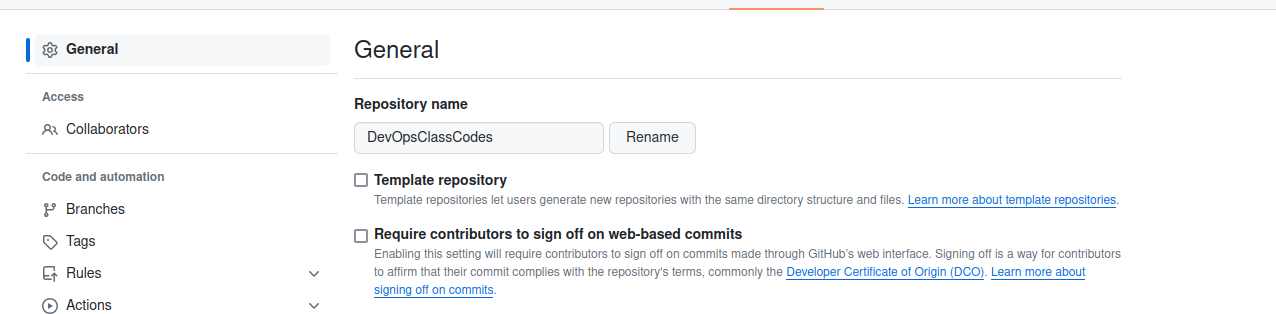 General
Access
Collaborators
Code and automation
Branches
Tags
Rules
Actions
General
Repository name
DevOpsClassCodes
Rename
Template repository
Template repositories let users generate new repositories with the same directory structure and files. Learn more about template repositories.
Require contributors to sign off on web-based commits
Enabling this setting will require contributors to sign off on commits made through GitHub's web interface. Signing off is a way for contributors
to affirm that their commit complies with the repository's terms, commonly the Developer Certificate of Origin (DCO). Learn more about
signing off on commits.